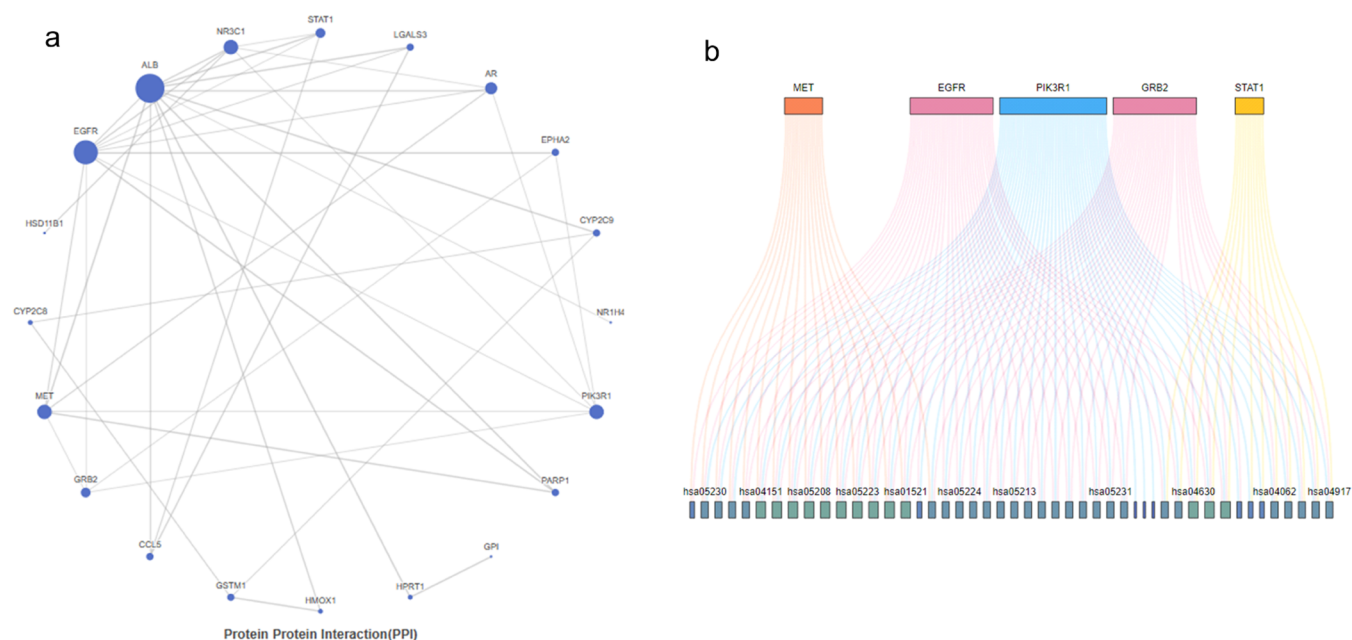 a
STAT1
NR3C1
LGALS3
ALB
AR
EGFR
EPHA2
HSD11B1
CYP2C9
CYP2C8
NR1H4
MET
PIK3R1
GRB2
PARP1
CCL5
GPI
GSTM1
HPRT1
HMOX1
Protein Protein Interaction(PPI)
b
MET EGFR PIK3R1 GRB2 STAT1
hsa05230 hsa04151 hsa05208 hsa05223 hsa01521 hsa05224 hsa05213 hsa05231 hsa04630 hsa04062 hsa04917